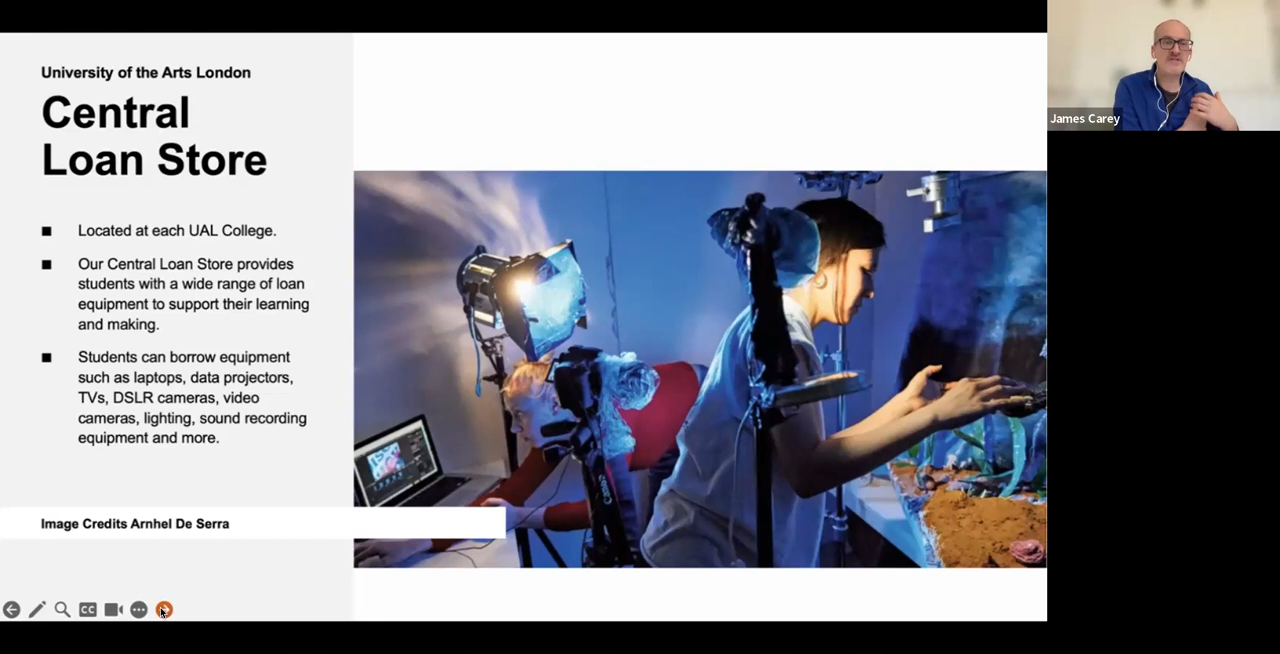 University of the Arts London
Central
Loan Store
■ Located at each UAL College.
■ Our Central Loan Store provides
students with a wide range of loan
equipment to support their learning
and making.
■ Students can borrow equipment
such as laptops, data projectors,
TVs, DSLR cameras, video
cameras, lighting, sound recording
equipment and more.
Image Credits Arnhel De Serra
CC
James Carey